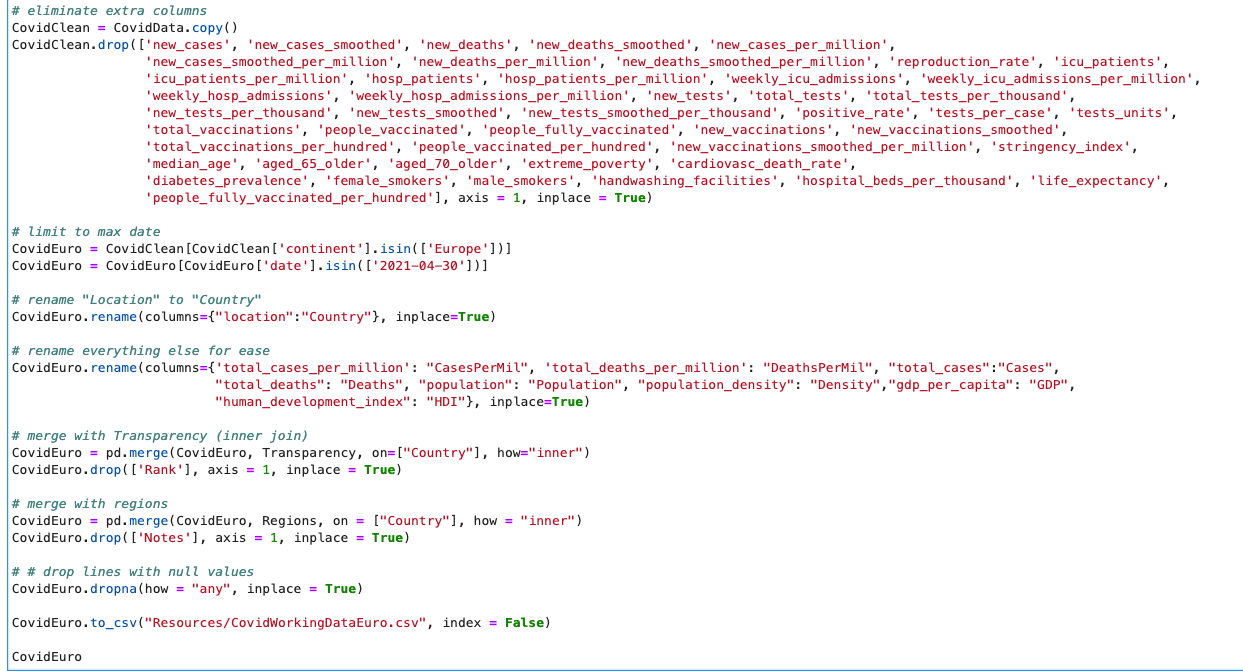 # eliminate extra columns
CovidClean = CovidData.copy()
CovidClean.drop(['new_cases', 'new_cases_smoothed', 'new_deaths', 'new_deaths_smoothed', 'new_cases_per_million',
'new_cases_smoothed_per_million', 'new_deaths_per_million', 'new_deaths_smoothed_per_million', 'reproduction_rate', 'icu_patients',
'icu_patients_per_million', 'hosp_patients', 'hosp_patients_per_million', 'weekly_icu_admissions', 'weekly_icu_admissions_per_million',
'weekly_hosp_admissions', 'weekly_hosp_admissions_per_million', 'new_tests', 'total_tests', 'total_tests_per_thousand',
'new_tests_per_thousand', 'new_tests_smoothed', 'new_tests_smoothed_per_thousand', 'positive_rate', 'tests_per_case', 'tests_units',
'total_vaccinations', 'people_vaccinated', 'people_fully_vaccinated', 'new_vaccinations', 'new_vaccinations_smoothed',
'total_vaccinations_per_hundred', 'people_vaccinated_per_hundred', 'new_vaccinations_smoothed_per_million', 'stringency_index',
'median_age', 'aged_65_older', 'aged_70_older', 'extreme_poverty', 'cardiovasc_death_rate',
'diabetes_prevalence', 'female_smokers', 'male_smokers', 'handwashing_facilities', 'hospital_beds_per_thousand', 'life_expectancy',
'people_fully_vaccinated_per_hundred'], axis = 1, inplace = True)
# limit to max date
CovidEuro = CovidClean[CovidClean['continent'].isin(['Europe'])]
CovidEuro = CovidEuro[CovidEuro['date'].isin(['2021-04-30'])]
# rename "Location" to "Country"
CovidEuro.rename(columns={"location":"Country"}, inplace=True)
# rename everything else for ease
CovidEuro.rename(columns={'total_cases_per_million': "CasesPerMil", 'total_deaths_per_million': "DeathsPerMil", "total_cases":"Cases",
"total_deaths": "Deaths", "population": "Population", "population_density": "Density","gdp_per_capita": "GDP",
"human_development_index": "HDI"}, inplace=True)
# merge with Transparency (inner join)
CovidEuro = pd.merge(CovidEuro, Transparency, on=["Country"], how="inner")
CovidEuro.drop(['Rank'], axis = 1, inplace = True)
# merge with regions
CovidEuro = pd.merge(CovidEuro, Regions, on = ["Country"], how = "inner")
CovidEuro.drop(['Notes'], axis = 1, inplace = True)
# # drop lines with null values
CovidEuro.dropna(how = "any", inplace = True)
CovidEuro.to_csv("Resources/CovidWorkingDataEuro.csv", index = False)
CovidEuro